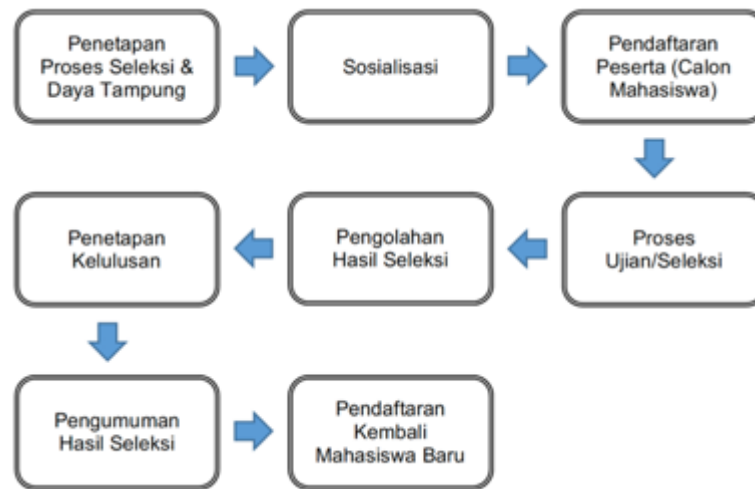 Penetapan
Proses Seleksi &
Daya Tampung
Sosialisasi
Pendaftaran
Peserta (Calon
Mahasiswa)
Proses
Ujian/Seleksi
Pengolahan
Hasil Seleksi
Penetapan
Kelulusan
Pengumuman
Hasil Seleksi
Pendaftaran
Kembali
Mahasiswa Baru